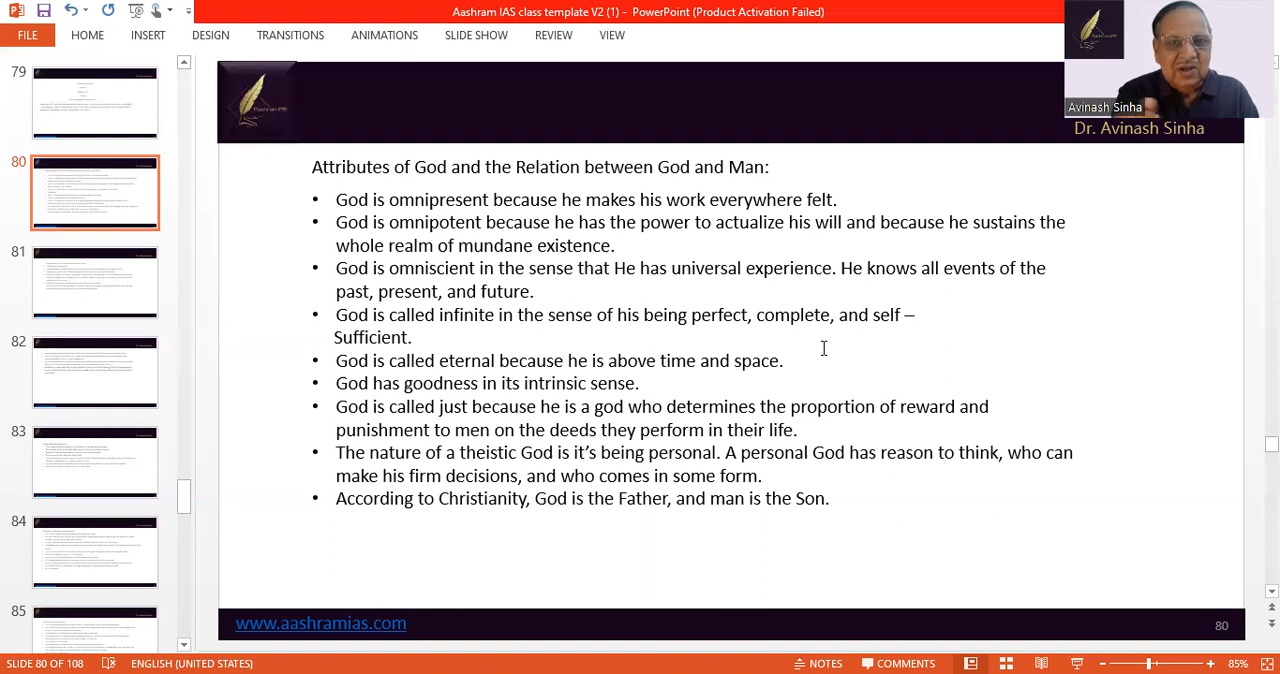 Aashram IAS class template V2 (1) - PowerPoint (Product Activation Failed)
FILE HOME INSERT DESIGN TRANSITIONS ANIMATIONS SLIDE SHOW REVIEW VIEW
Avinash Sinha
Dr. Avinash Sinha
79
80
81
82
83
84
85
Attributes of God and the Relation between God and Man:
• God is omnipresent because he makes his work everywhere felt.
• God is omnipotent because he has the power to actualize his will and because he sustains the
whole realm of mundane existence.
• God is omniscient in the sense that He has universal experience. He knows all events of the
past, present, and future.
• God is called infinite in the sense of his being perfect, complete, and self –
Sufficient.
• God is called eternal because he is above time and space.
• God has goodness in its intrinsic sense.
• God is called just because he is a god who determines the proportion of reward and
punishment to men on the deeds they perform in their life.
• The nature of a theistic God is it's being personal. A personal God has reason to think, who can
make his firm decisions, and who comes in some form.
• According to Christianity, God is the Father, and man is the Son.
www.aashramias.com
80
SLIDE 80 OF 108 ENGLISH (UNITED STATES) NOTES COMMENTS 85%